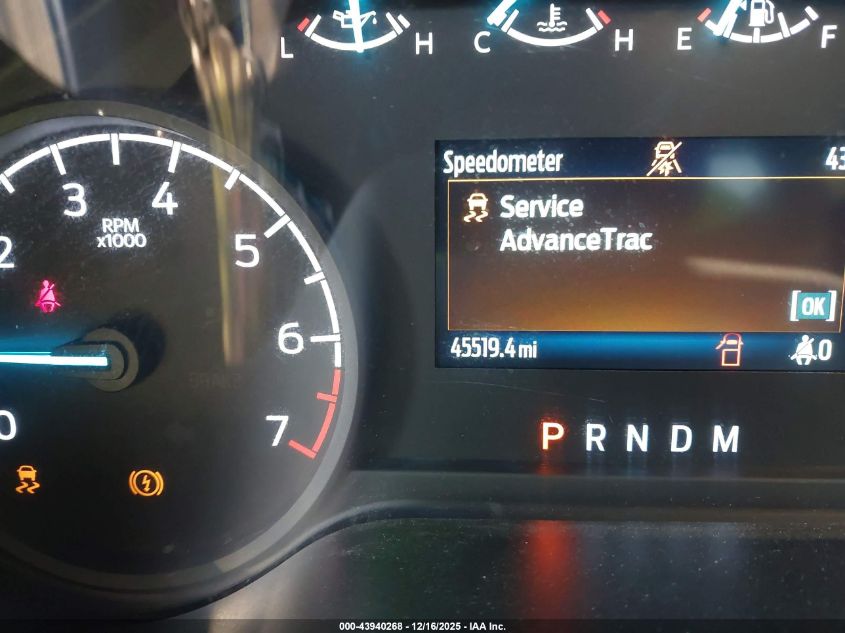 L H C H E F
Speedometer 43
Service
AdvanceTrac
[OK]
45519.4 mi 0
2 3 4 5 6 7 0
RPM
x1000
P R N D M
000-43940268 - 12/16/2025 - IAA Inc.